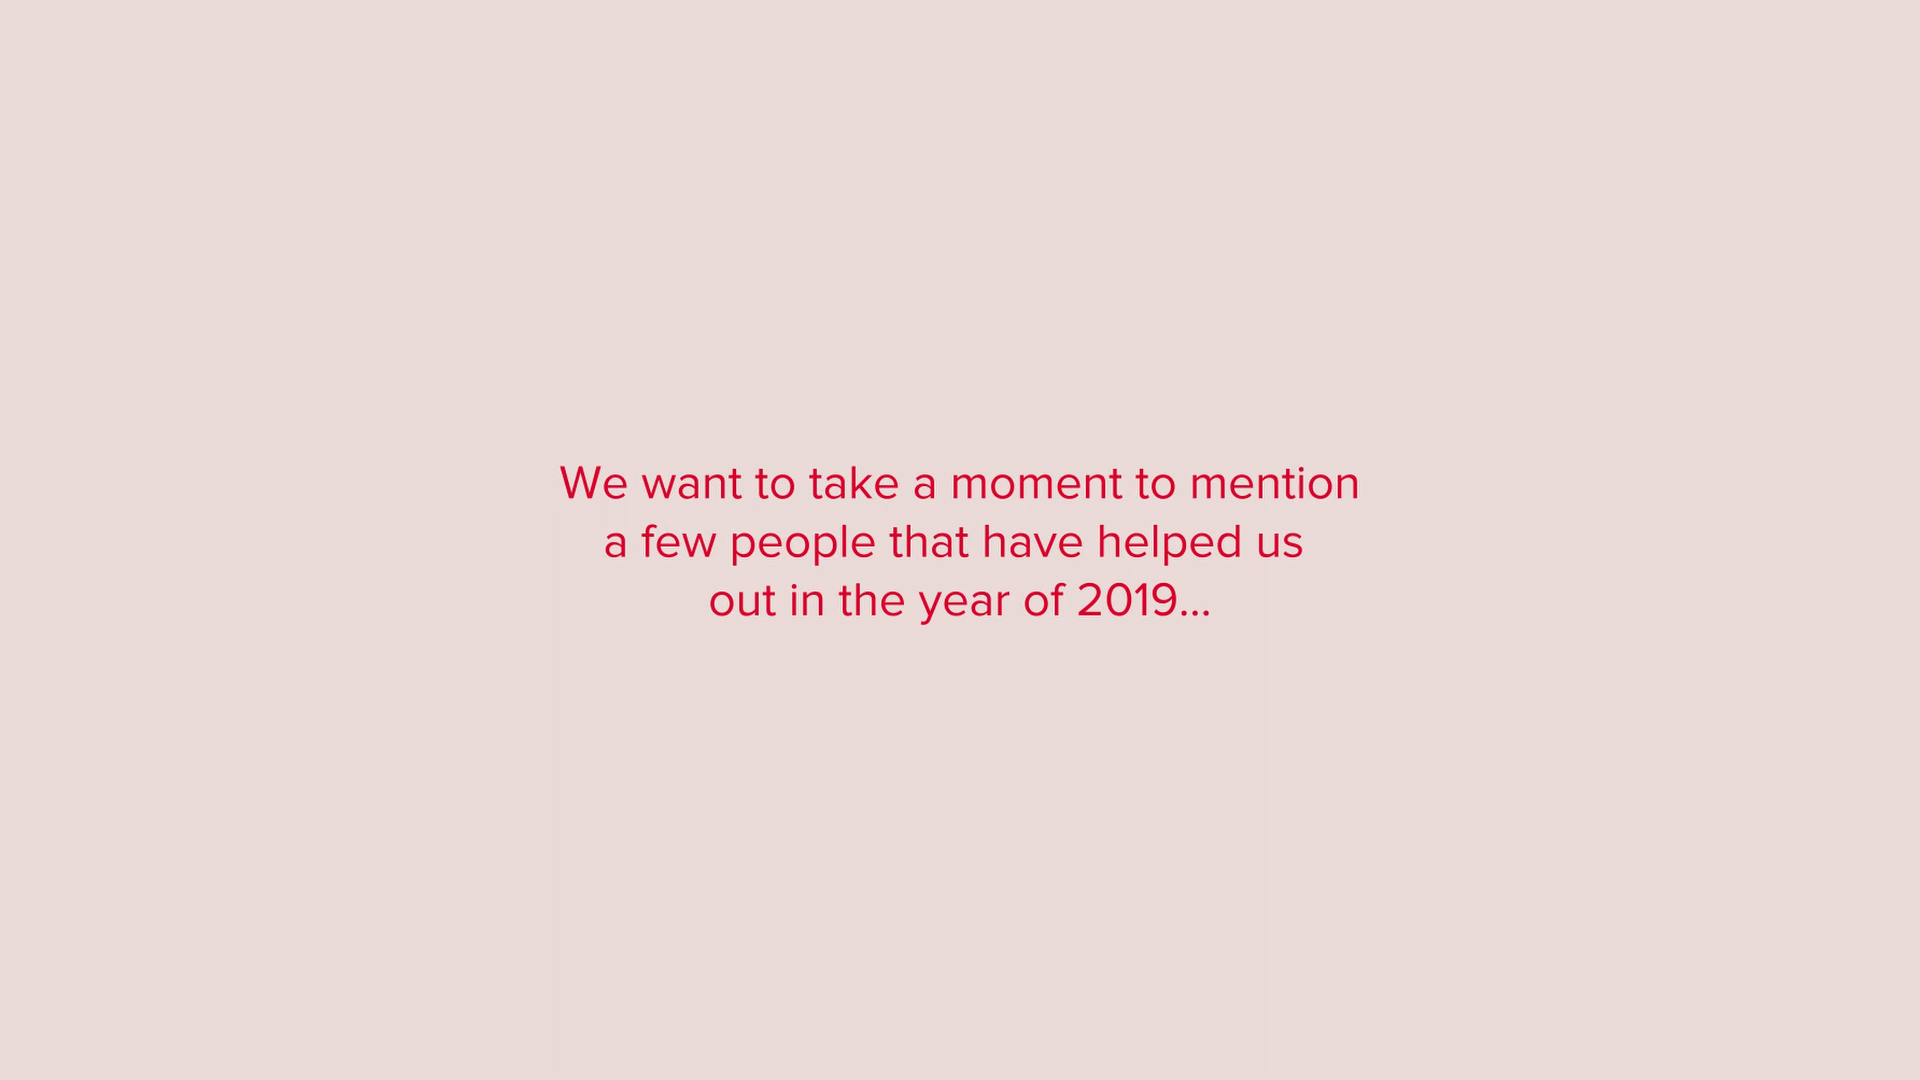 We want to take a moment to mention
a few people that have helped us
out in the year of 2019...